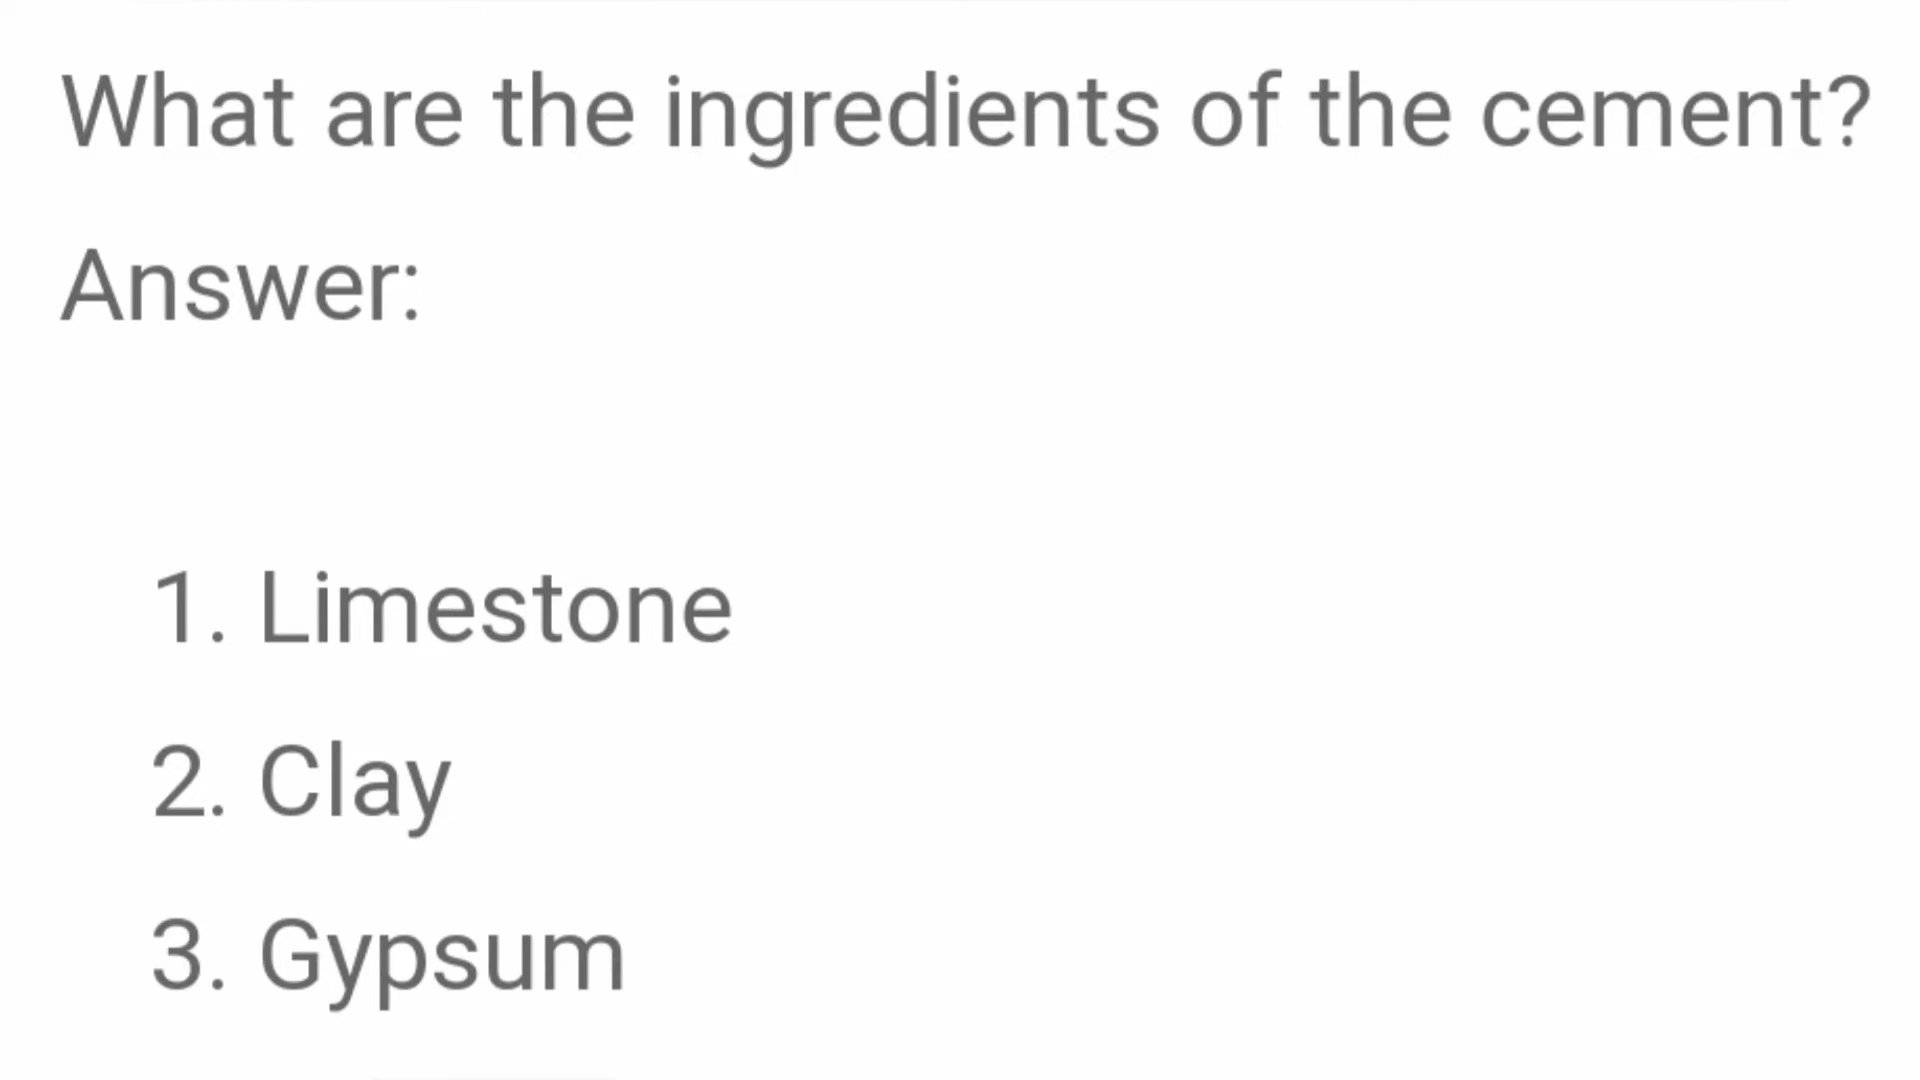 What are the ingredients of the cement?
Answer:
1. Limestone
2. Clay
3. Gypsum